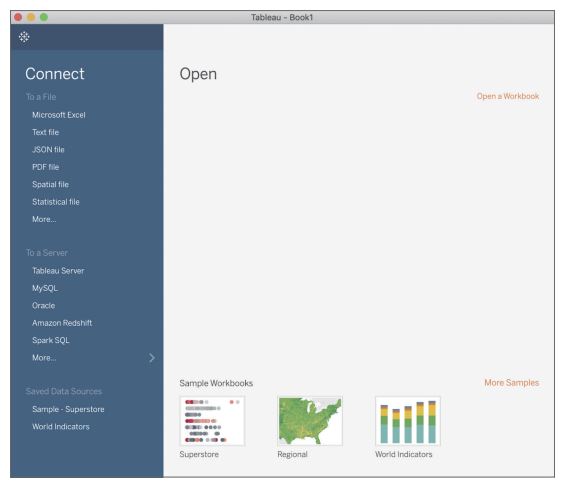 Tableau - Book1
Connect
To a File
Microsoft Excel
Text file
JSON file
PDF file
Spatial file
Statistical file
More...
To a Server
Tableau Server
MySQL
Oracle
Amazon Redshift
Spark SQL
More...
Saved Data Sources
Sample - Superstore
World Indicators
Open
Open a Workbook
Sample Workbooks
More Samples
Superstore
Regional
World Indicators